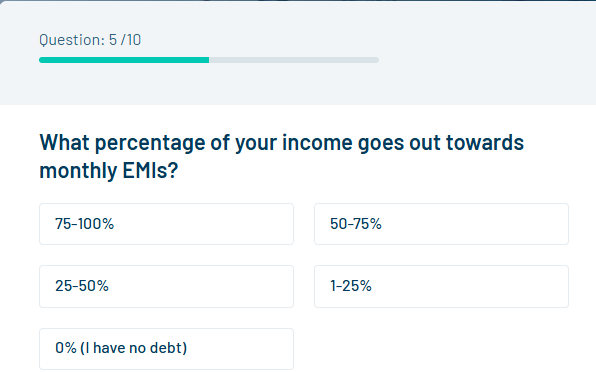 Question: 5 /10
What percentage of your income goes out towards
monthly EMIs?
75-100%
50-75%
25-50%
1-25%
0% (I have no debt)